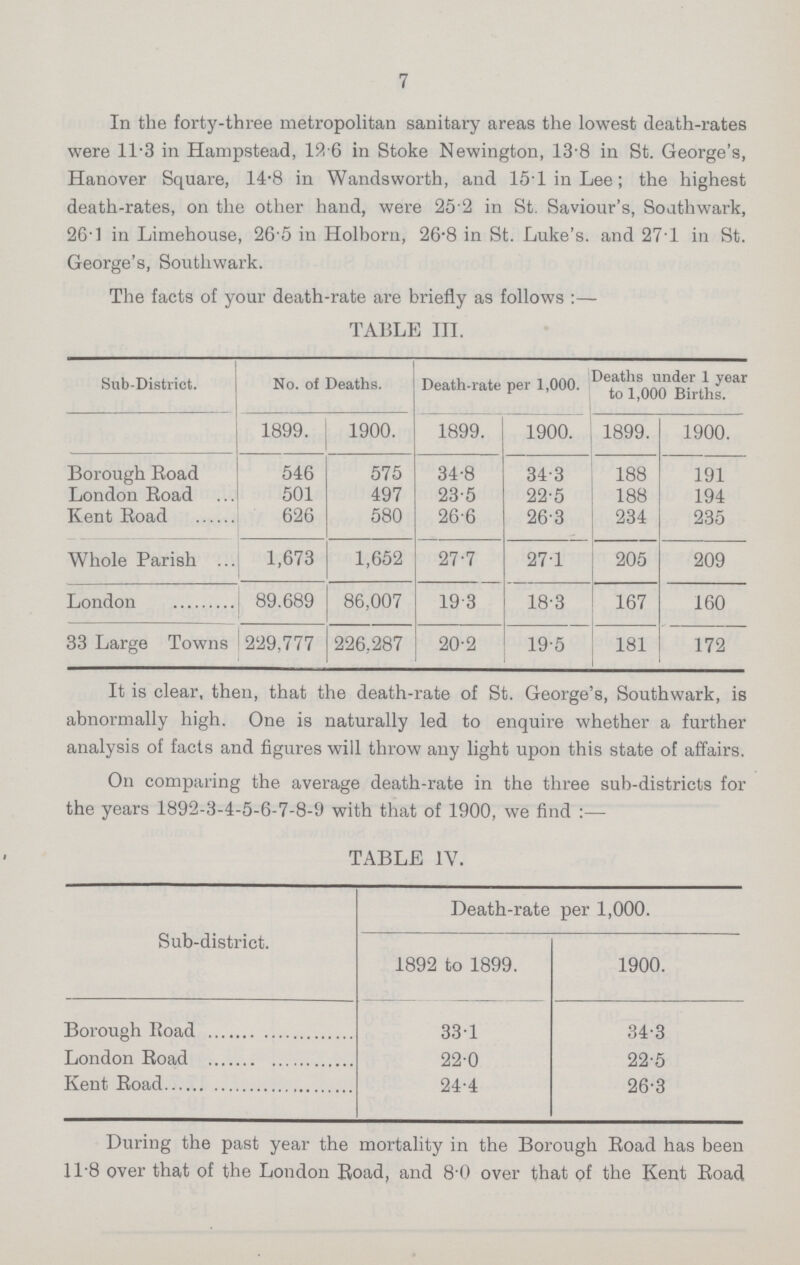 7
In the forty-three metropolitan sanitary areas the lowest death-rates
were 11·3 in Hampstead, 12·6 in Stoke Newington, 13·8 in St. George's,
Hanover Square, 14·8 in Wandsworth, and 15·1 in Lee; the highest
death-rates, on the other hand, were 25·2 in St. Saviour's, Southwark,
26·1 in Limehouse, 26·5 in Holborn, 26·8 in St. Luke's. and 27·1 in St.
George's, Southwark.
The facts of your death-rate are briefly as follows :—
TABLE III.
Sub-District. No. of Deaths. Death-rate per 1,000. Deaths under 1 year
to 1,000 Births.
1899. 1900. 1899. 1900. 1899. 1900.
Borough Road 546 575 34·8 34·3 188 191
London Road ... 501 497 23·5 22·5 188 194
Kent Road ...... 626 580 26·6 26·3 234 235
Whole Parish ... 1,673 1,652 27·7 27·1 205 209
London ......... 89.689 86,007 19·3 18·3 167 160
33 Large Towns 229,777 226,287 20·2 19·5 181 172
It is clear, then, that the death-rate of St. George's, Southwark, is
abnormally high. One is naturally led to enquire whether a further
analysis of facts and figures will throw any light upon this state of affairs.
On comparing the average death-rate in the three sub-districts for
the years 1892-3-4-5-6-7-8-9 with that of 1900, we find :—
TABLE IV.
Sub-district. Death-rate per 1,000.
1892 to 1899. 1900.
Borough Road ...... ............ 33·1 34·3
London Road ...... ............ 22·0 22·5
Kent Road...... .................... 24·4 26·3
During the past year the mortality in the Borough Road has been
11·8 over that of the London Road, and 8·0 over that of the Kent Road